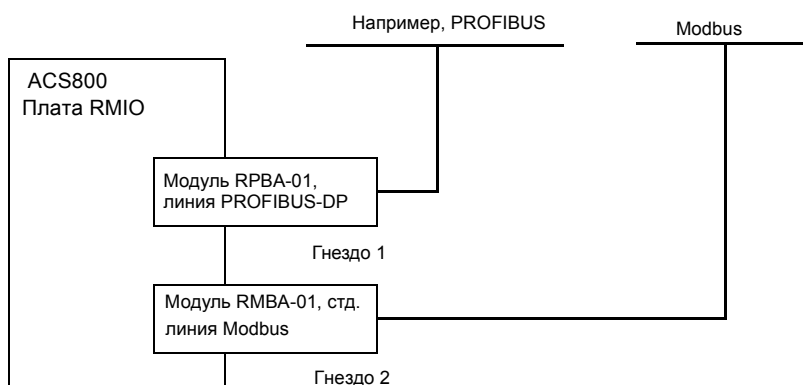 Например, PROFIBUS
Modbus
ACS800
Плата RMIO
Модуль RPBA-01,
линия PROFIBUS-DP
Гнездо 1
Модуль RMBA-01, стд.
линия Modbus
Гнездо 2